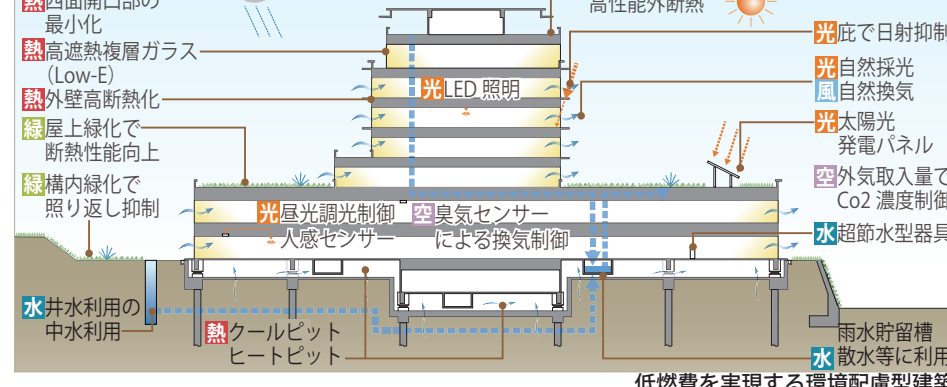 熱西面開口部の
最小化
熱高遮熱複層ガラス
(Low-E)
熱外壁高断熱化
緑屋上緑化で
断熱性能向上
緑構内緑化で
照り返し抑制
水井水利用の
中水利用
高性能外断熱
光LED 照明
光昼光調光制御
人感センサー
空臭気センサー
による換気制御
熱クールピット
ヒートピット
光庇で日射抑制
光自然採光
風自然換気
光太陽光
発電パネル
空外気取入量で
Co2 濃度制御
水超節水型器具
雨水貯留槽
水散水等に利用
低燃費を実現する環境配慮型建築